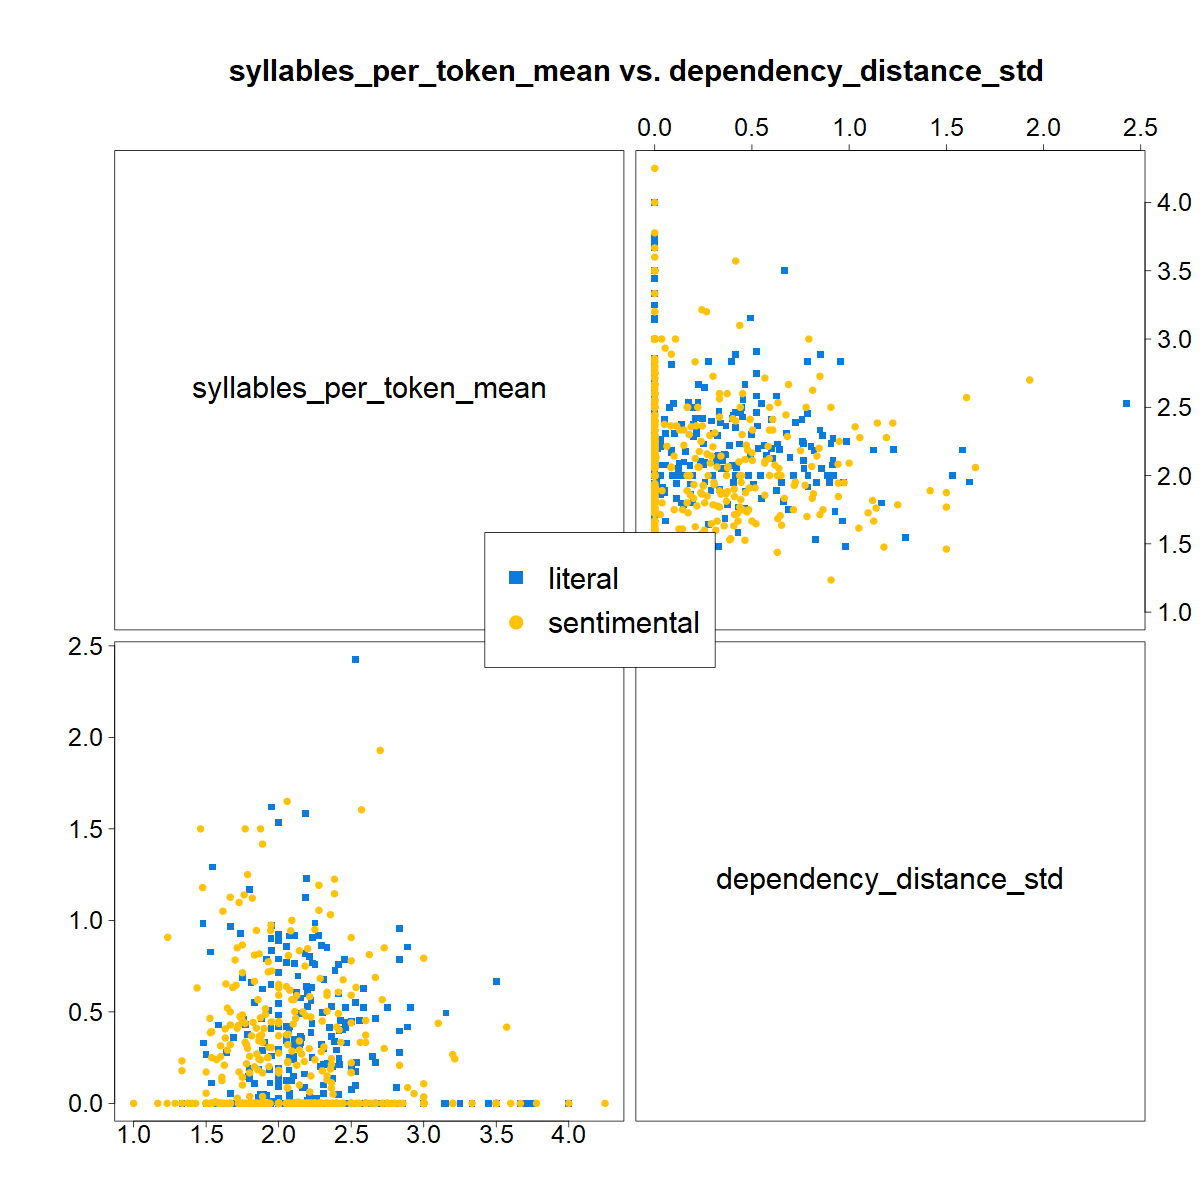 syllables_per_token_mean vs. dependency_distance_std
0.0 0.5 1.0 1.5 2.0 2.5
4.0
3.5
3.0
2.5
2.0
1.5
1.0
syllables_per_token_mean
literal
sentimental
2.5
2.0
1.5
1.0
0.5
0.0
dependency_distance_std
1.0 1.5 2.0 2.5 3.0 3.5 4.0